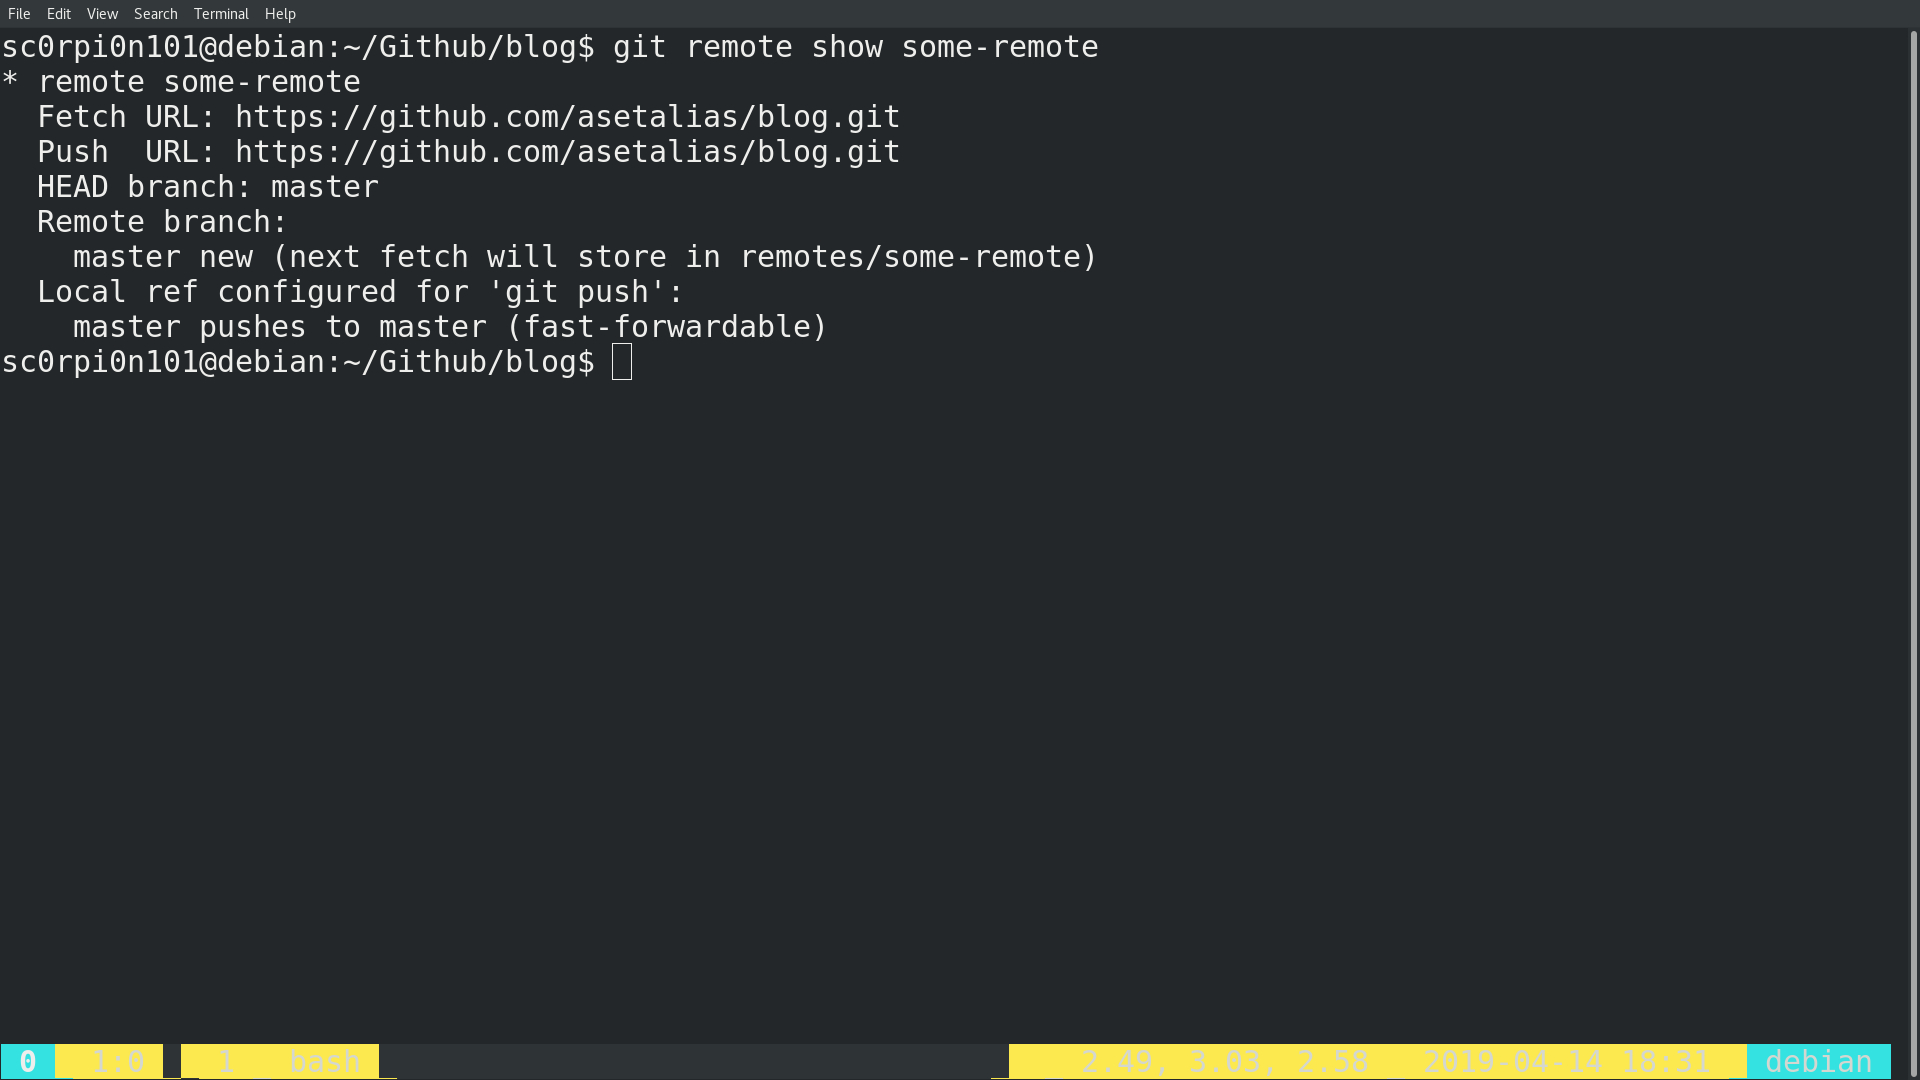 File Edit View Search Terminal Help
sc0rpi0n101@debian:~/Github/blog$ git remote show some-remote
* remote some-remote
  Fetch URL: https://github.com/asetalias/blog.git
  Push  URL: https://github.com/asetalias/blog.git
  HEAD branch: master
  Remote branch:
    master new (next fetch will store in remotes/some-remote)
  Local ref configured for 'git push':
    master pushes to master (fast-forwardable)
sc0rpi0n101@debian:~/Github/blog$
0 1:0 1 bash 2.49, 3.03, 2.58 2019-04-14 18:31 debian